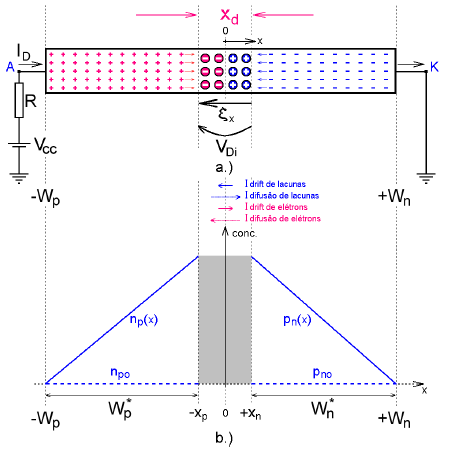 x_d
0
x
I_D
A
K
R
ξ_x
V_Di
V_CC
a.)
-W_p
+W_n
I drift de lacunas
I difusão de lacunas
I drift de elétrons
I difusão de elétrons
conc.
n_p(x)
p_n(x)
n_po
p_no
x
-W_p
W_p*
-x_p
0
+x_n
W_n*
+W_n
b.)